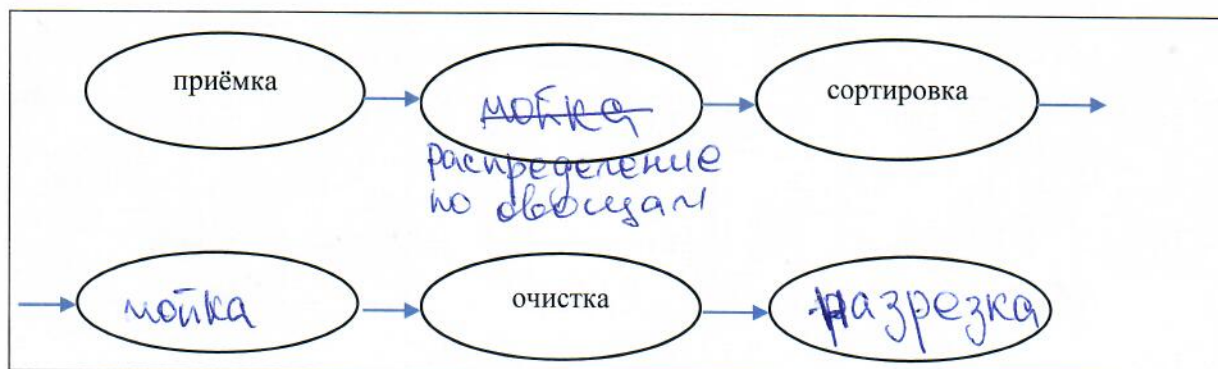 приёмка
мойка
сортировка
распределение
по овощам
мойка
очистка
разрезка